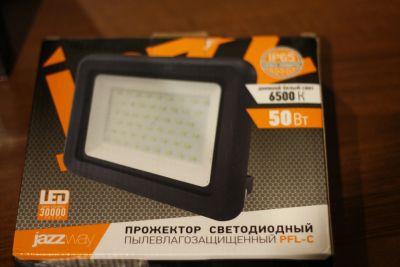 IP65
дневной белый свет
6500 К
50 Вт
LED
30000
jazzway
ПРОЖЕКТОР СВЕТОДИОДНЫЙ
ПЫЛЕВЛАГОЗАЩИЩЕННЫЙ PFL-C